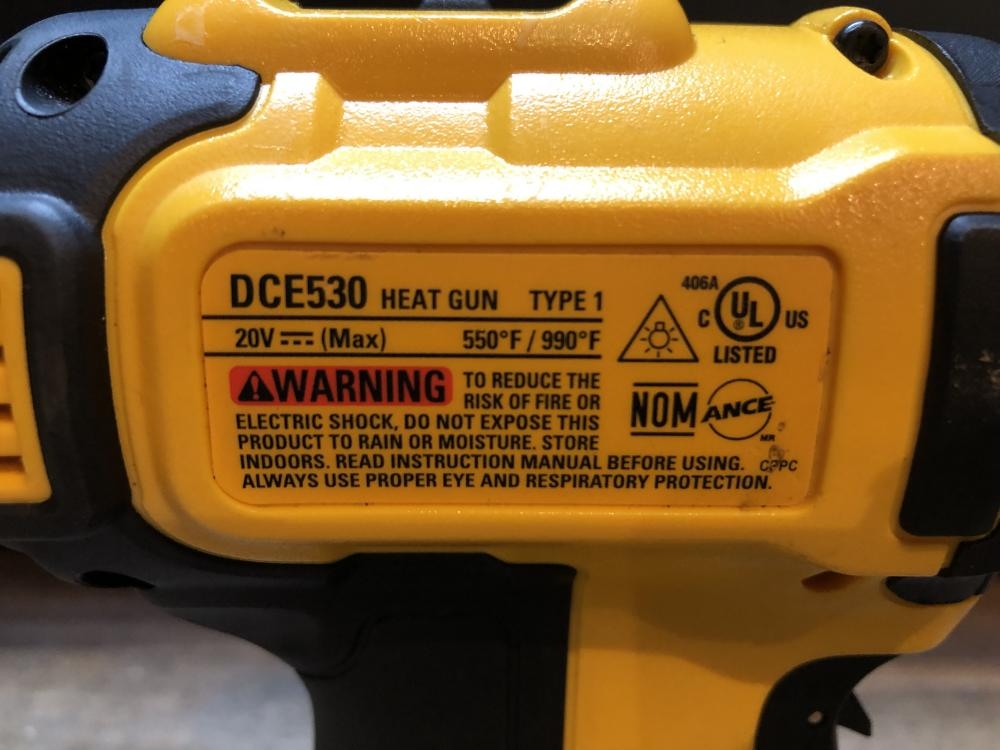 DCE530 HEAT GUN TYPE 1
20V ⎓ (Max) 550°F / 990°F
⚠WARNING TO REDUCE THE
RISK OF FIRE OR
ELECTRIC SHOCK, DO NOT EXPOSE THIS
PRODUCT TO RAIN OR MOISTURE. STORE
INDOORS. READ INSTRUCTION MANUAL BEFORE USING.
ALWAYS USE PROPER EYE AND RESPIRATORY PROTECTION.
406A
C UL® US
LISTED
NOM ANCE
MR
CPPC